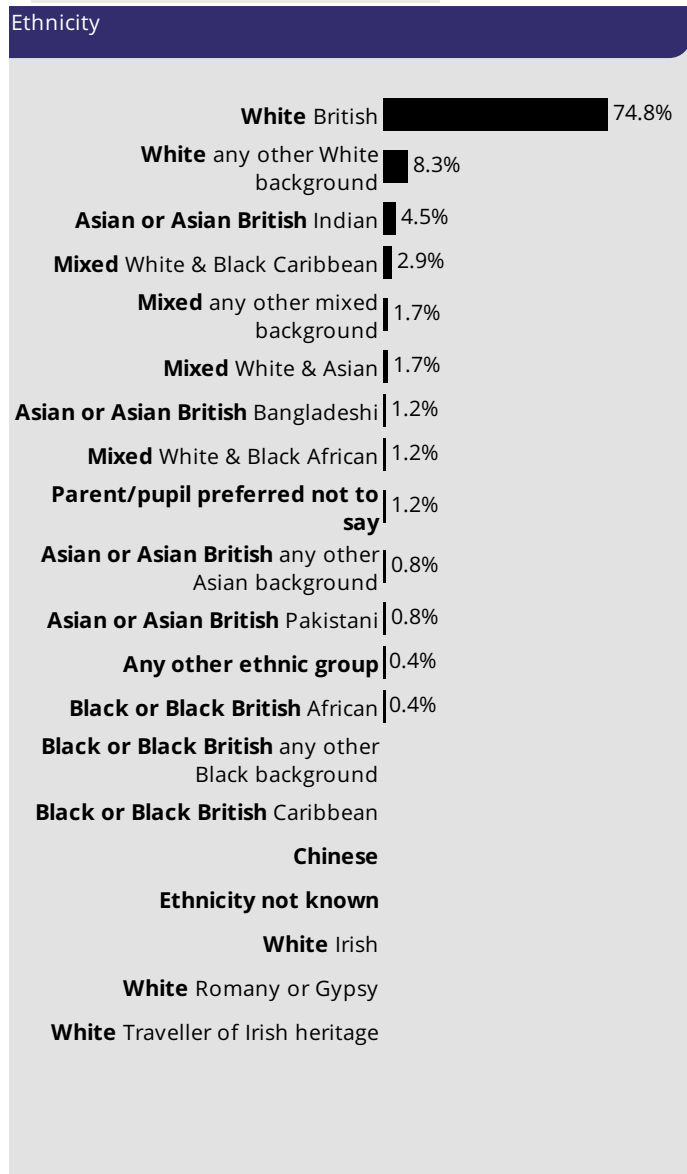 Ethnicity
White British 74.8%
White any other White
background 8.3%
Asian or Asian British Indian 4.5%
Mixed White & Black Caribbean 2.9%
Mixed any other mixed
background 1.7%
Mixed White & Asian 1.7%
Asian or Asian British Bangladeshi 1.2%
Mixed White & Black African 1.2%
Parent/pupil preferred not to
say 1.2%
Asian or Asian British any other
Asian background 0.8%
Asian or Asian British Pakistani 0.8%
Any other ethnic group 0.4%
Black or Black British African 0.4%
Black or Black British any other
Black background
Black or Black British Caribbean
Chinese
Ethnicity not known
White Irish
White Romany or Gypsy
White Traveller of Irish heritage